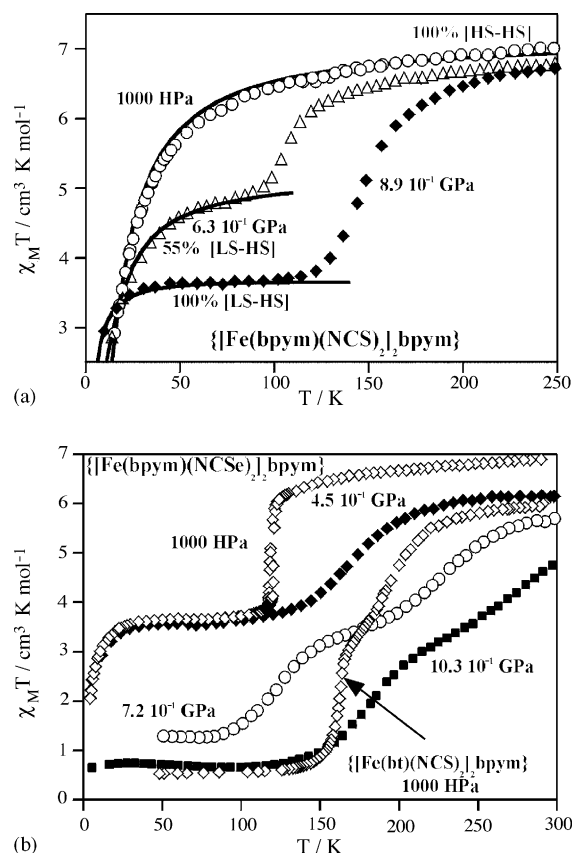 100% [HS-HS]
7
1000 HPa
6
8.9 10⁻¹ GPa
5
6.3 10⁻¹ GPa
55% [LS-HS]
4
100% [LS-HS]
3
{[Fe(bpym)(NCS)₂]₂bpym}
χMT / cm³ K mol⁻¹
0 50 100 150 200 250
(a)
T / K
7
{[Fe(bpym)(NCSe)₂]₂bpym}
6
4.5 10⁻¹ GPa
1000 HPa
5
4
3
10.3 10⁻¹ GPa
2
7.2 10⁻¹ GPa
1
{[Fe(bt)(NCS)₂]₂bpym}
1000 HPa
0
χMT / cm³ K mol⁻¹
0 50 100 150 200 250 300
(b)
T / K